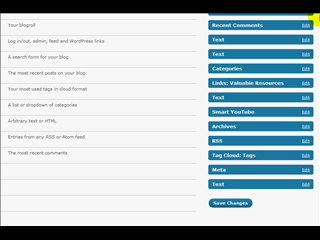 Your blogroll
Log in/out, admin, feed and WordPress links
A search form for your blog
The most recent posts on your blog
Your most used tags in cloud format
A list or dropdown of categories
Arbitrary text or HTML
Entries from any RSS or Atom feed
The most recent comments
Recent Comments Edit
Text Edit
Text Edit
Categories Edit
Links: Valuable Resources Edit
Text Edit
Smart YouTube Edit
Archives Edit
RSS Edit
Tag Cloud: Tags Edit
Meta Edit
Text Edit
Save Changes